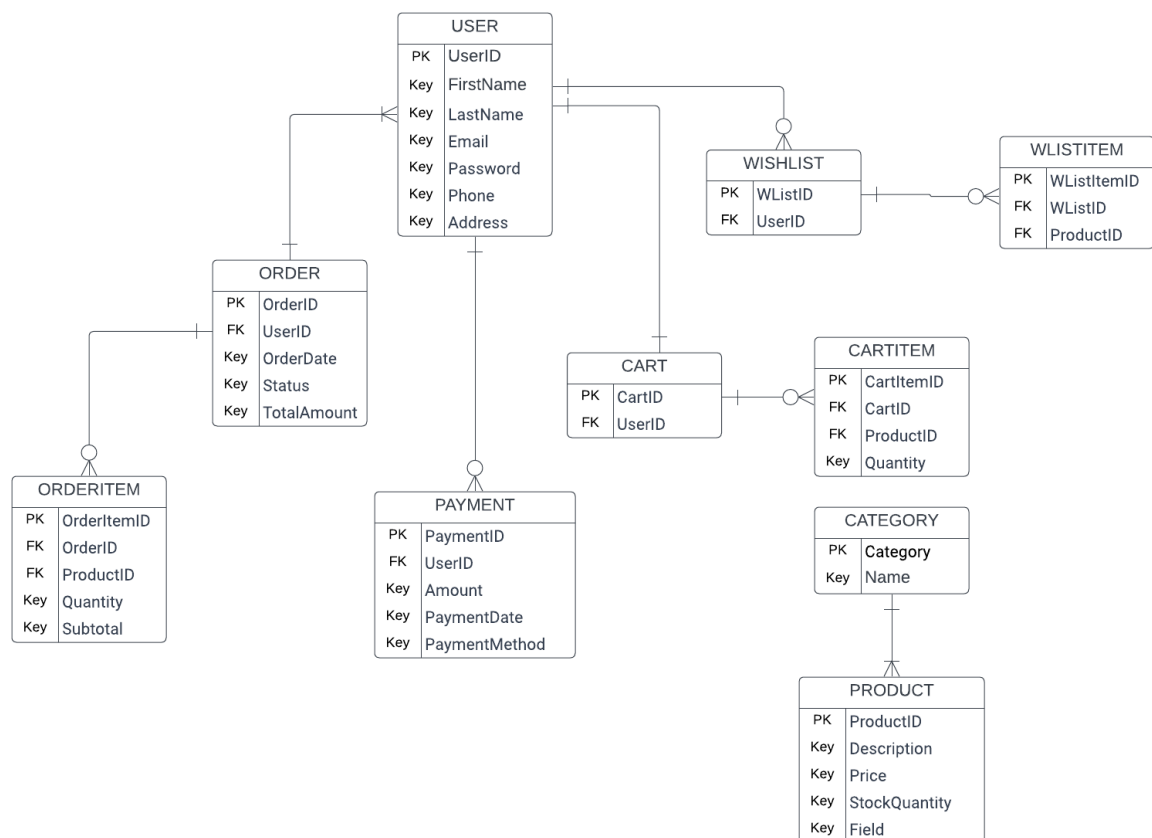 USER
PK UserID
Key FirstName
Key LastName
Key Email
Key Password
Key Phone
Key Address
WISHLIST
PK WListID
FK UserID
WLISTITEM
PK WListItemID
FK WListID
FK ProductID
ORDER
PK OrderID
FK UserID
Key OrderDate
Key Status
Key TotalAmount
CART
PK CartID
FK UserID
CARTITEM
PK CartItemID
FK CartID
FK ProductID
Key Quantity
ORDERITEM
PK OrderItemID
FK OrderID
FK ProductID
Key Quantity
Key Subtotal
PAYMENT
PK PaymentID
FK UserID
Key Amount
Key PaymentDate
Key PaymentMethod
CATEGORY
PK Category
Key Name
PRODUCT
PK ProductID
Key Description
Key Price
Key StockQuantity
Key Field